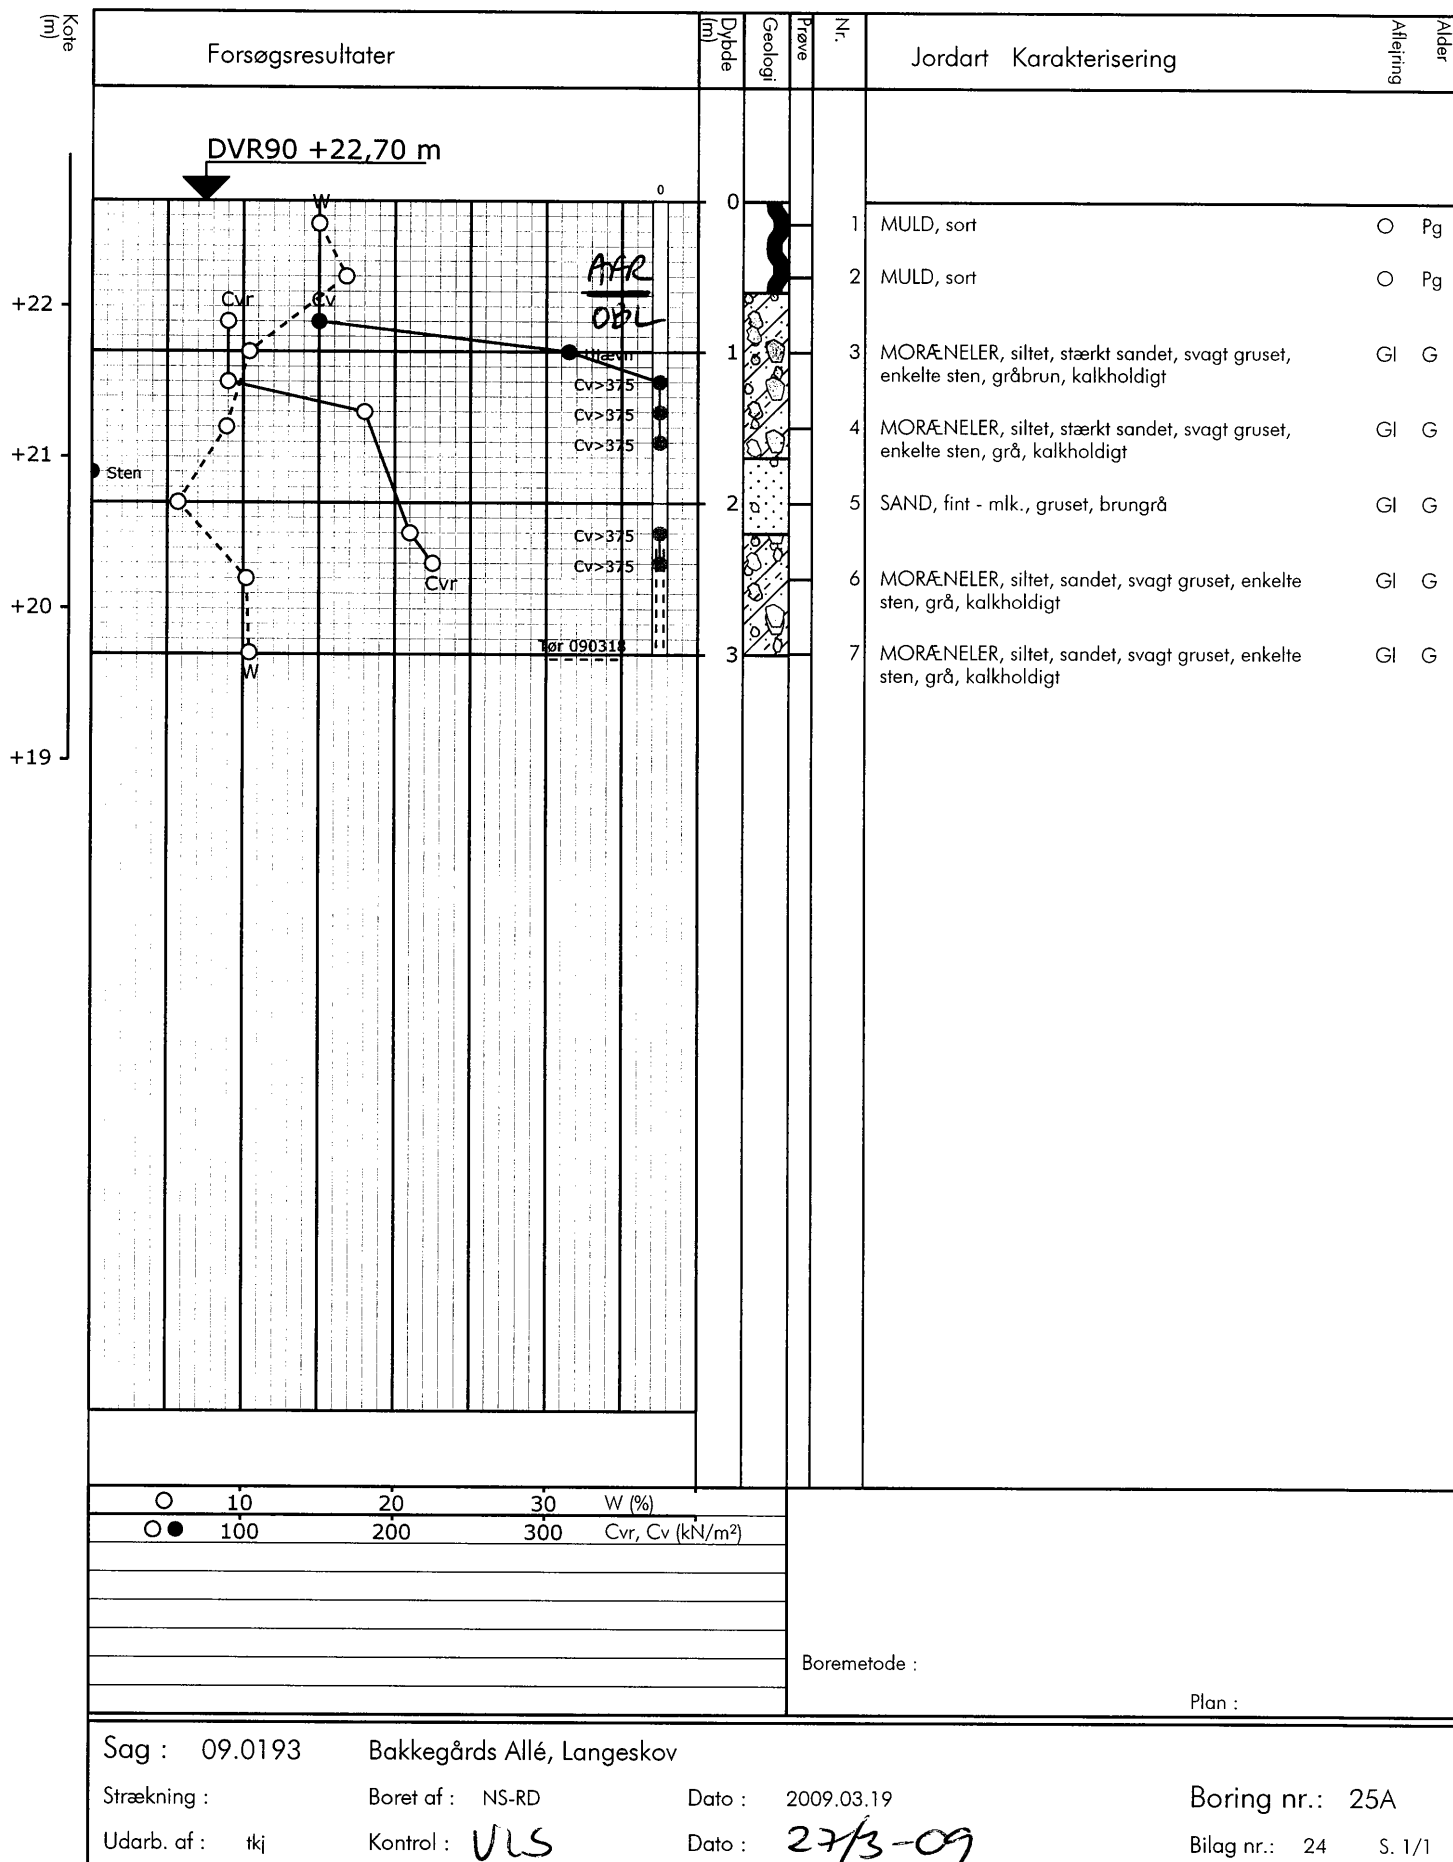 Kote (m)
Forsøgsresultater
Dybde (m)
Geologi
Prøve
Nr.
Jordart Karakterisering
Aflejring
Alder
DVR90 +22,70 m
W
0
0
1 MULD, sort O Pg
AFR
2 MULD, sort O Pg
+22
Cvr
Cv
OBL
1
3 MORÆNELER, siltet, stærkt sandet, svagt gruset, Gl G
enkelte sten, gråbrun, kalkholdigt
Cv>375
Cv>375
4 MORÆNELER, siltet, stærkt sandet, svagt gruset, Gl G
enkelte sten, grå, kalkholdigt
Cv>375
+21
Sten
2
5 SAND, fint - mlk., gruset, brungrå Gl G
Cv>375
Cv>375
Cvr
6 MORÆNELER, siltet, sandet, svagt gruset, enkelte Gl G
sten, grå, kalkholdigt
+20
Tør 090318
3
7 MORÆNELER, siltet, sandet, svagt gruset, enkelte Gl G
sten, grå, kalkholdigt
W
+19
10 20 30 W (%)
100 200 300 Cvr, Cv (kN/m²)
Boremetode :
Plan :
Sag : 09.0193 Bakkegårds Allé, Langeskov
Strækning : Boret af : NS-RD Dato : 2009.03.19 Boring nr.: 25A
Udarb. af : tkj Kontrol : VLS Dato : 27/3-09 Bilag nr.: 24 S. 1/1